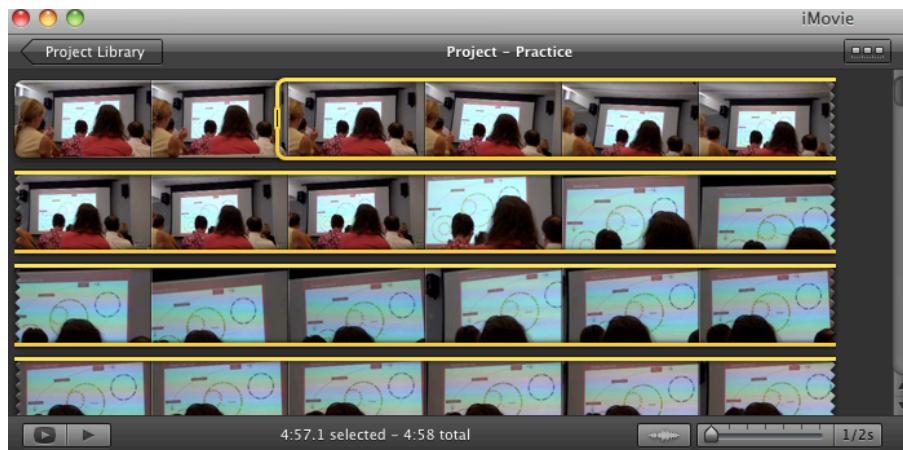 iMovie
Project Library
Project – Practice
4:57.1 selected – 4:58 total
1/2s